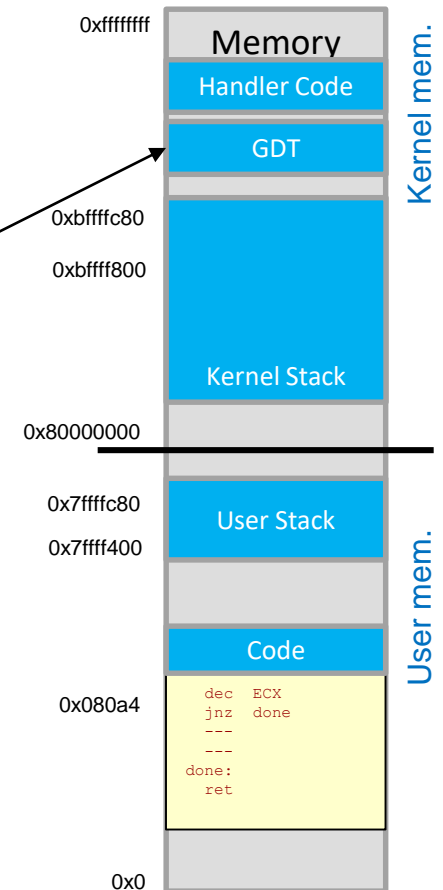 0xffffffff
Memory
Handler Code
GDT
Kernel mem.
0xbffffc80
0xbffff800
Kernel Stack
0x80000000
0x7ffffc80
User Stack
0x7ffff400
User mem.
Code
0x080a4
dec ECX
jnz done
---
---
done:
ret
0x0